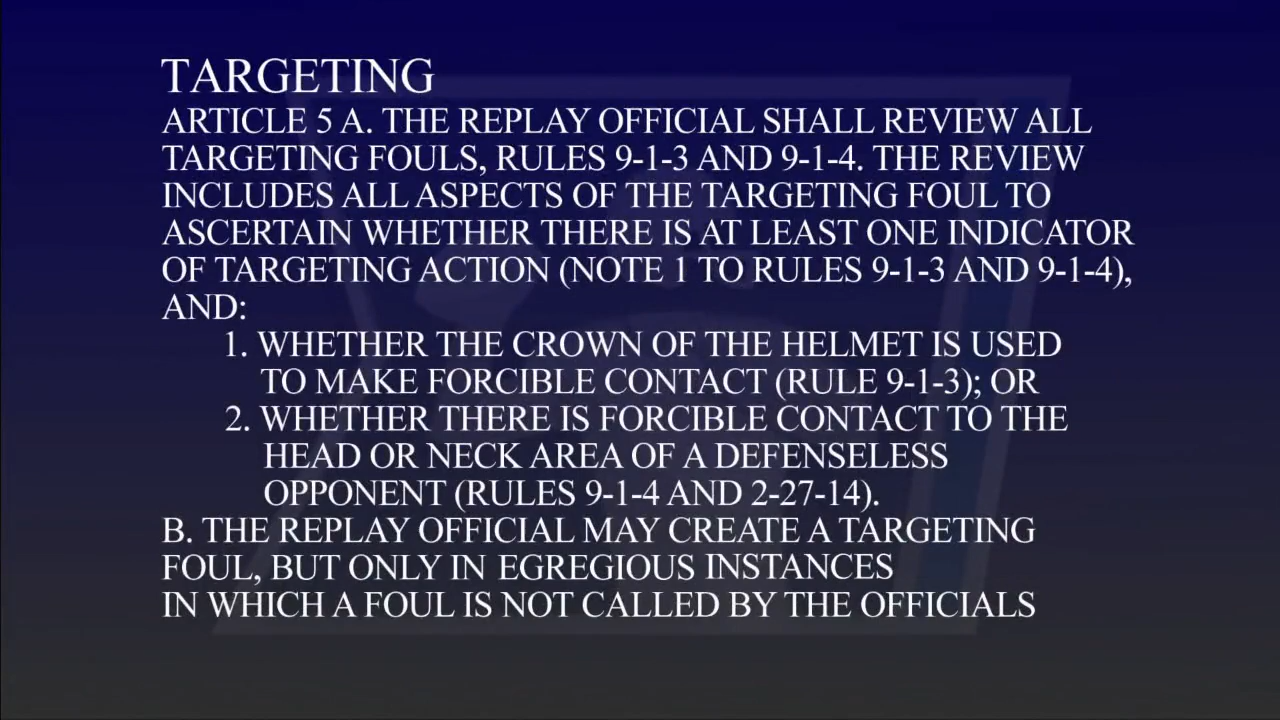 TARGETING
ARTICLE 5 A. THE REPLAY OFFICIAL SHALL REVIEW ALL
TARGETING FOULS, RULES 9-1-3 AND 9-1-4. THE REVIEW
INCLUDES ALL ASPECTS OF THE TARGETING FOUL TO
ASCERTAIN WHETHER THERE IS AT LEAST ONE INDICATOR
OF TARGETING ACTION (NOTE 1 TO RULES 9-1-3 AND 9-1-4),
AND:
1. WHETHER THE CROWN OF THE HELMET IS USED
TO MAKE FORCIBLE CONTACT (RULE 9-1-3); OR
2. WHETHER THERE IS FORCIBLE CONTACT TO THE
HEAD OR NECK AREA OF A DEFENSELESS
OPPONENT (RULES 9-1-4 AND 2-27-14).
B. THE REPLAY OFFICIAL MAY CREATE A TARGETING
FOUL, BUT ONLY IN EGREGIOUS INSTANCES
IN WHICH A FOUL IS NOT CALLED BY THE OFFICIALS